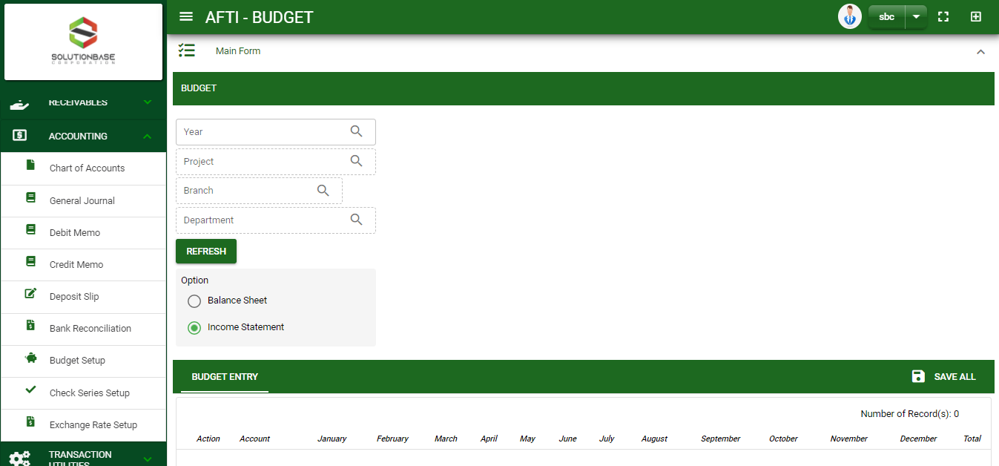 SOLUTIONBASE
CORPORATION
RECEIVABLES
ACCOUNTING
Chart of Accounts
General Journal
Debit Memo
Credit Memo
Deposit Slip
Bank Reconciliation
Budget Setup
Check Series Setup
Exchange Rate Setup
TRANSACTION
UTILITIES
AFTI - BUDGET
sbc
Main Form
BUDGET
Year
Project
Branch
Department
REFRESH
Option
Balance Sheet
Income Statement
BUDGET ENTRY
SAVE ALL
Number of Record(s): 0
Action Account January February March April May June July August September October November December Total